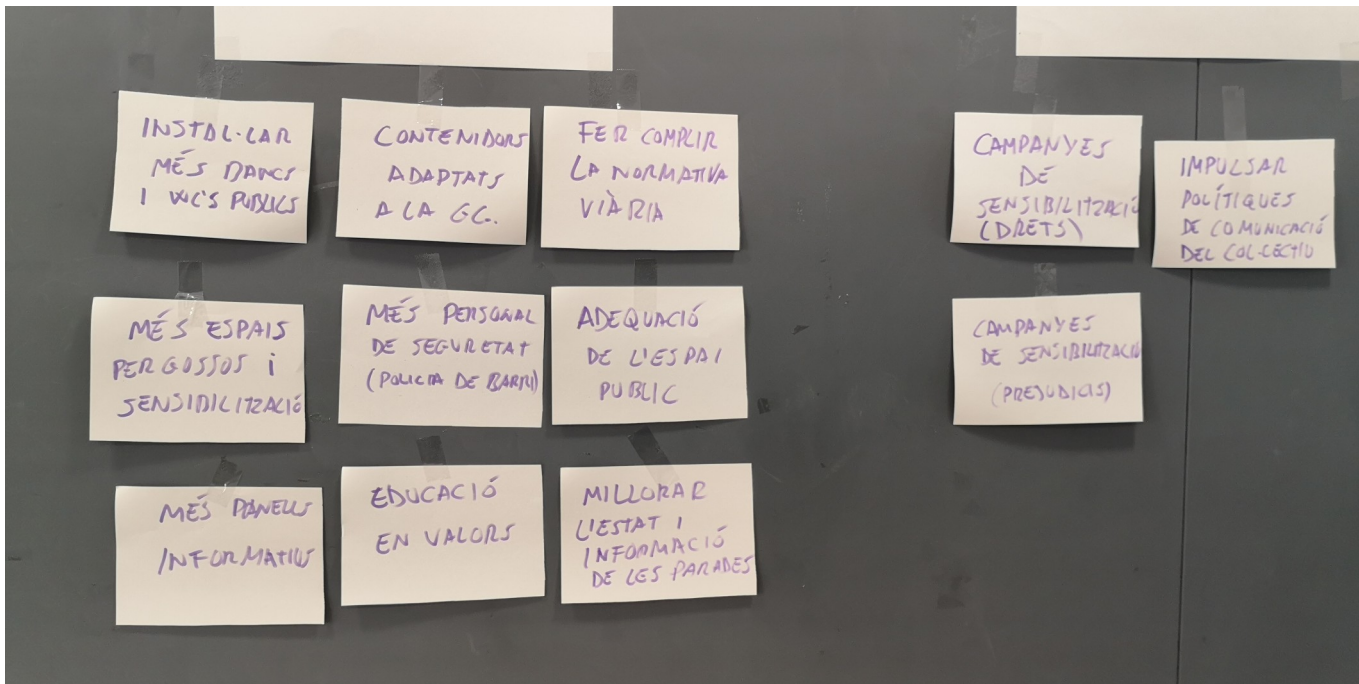 INSTAL·LAR
MÉS BANCS
I WC'S PUBLICS
CONTENIDORS
ADAPTATS
A LA GG.
FER COMPLIR
LA NORMATIVA
VIÀRIA
MÉS ESPAIS
PER GOSSOS i
SENSIBILITZACIÓ
MÉS PERSONAL
DE SEGURETAT
(POLICIA DE BARRI)
ADEQUACIÓ
DE L'ESPAI
PUBLIC
MÉS PANELLS
INFORMATIUS
EDUCACIÓ
EN VALORS
MILLORAR
L'ESTAT I
INFORMACIÓ
DE LES PARADES
CAMPANYES
DE
SENSIBILITZACIÓ
(DRETS)
IMPULSAR
POLÍTIQUES
DE COMUNICACIÓ
DEL COL·LECTIU
CAMPANYES
DE SENSIBILITZACIÓ
(PREJUDICIS)